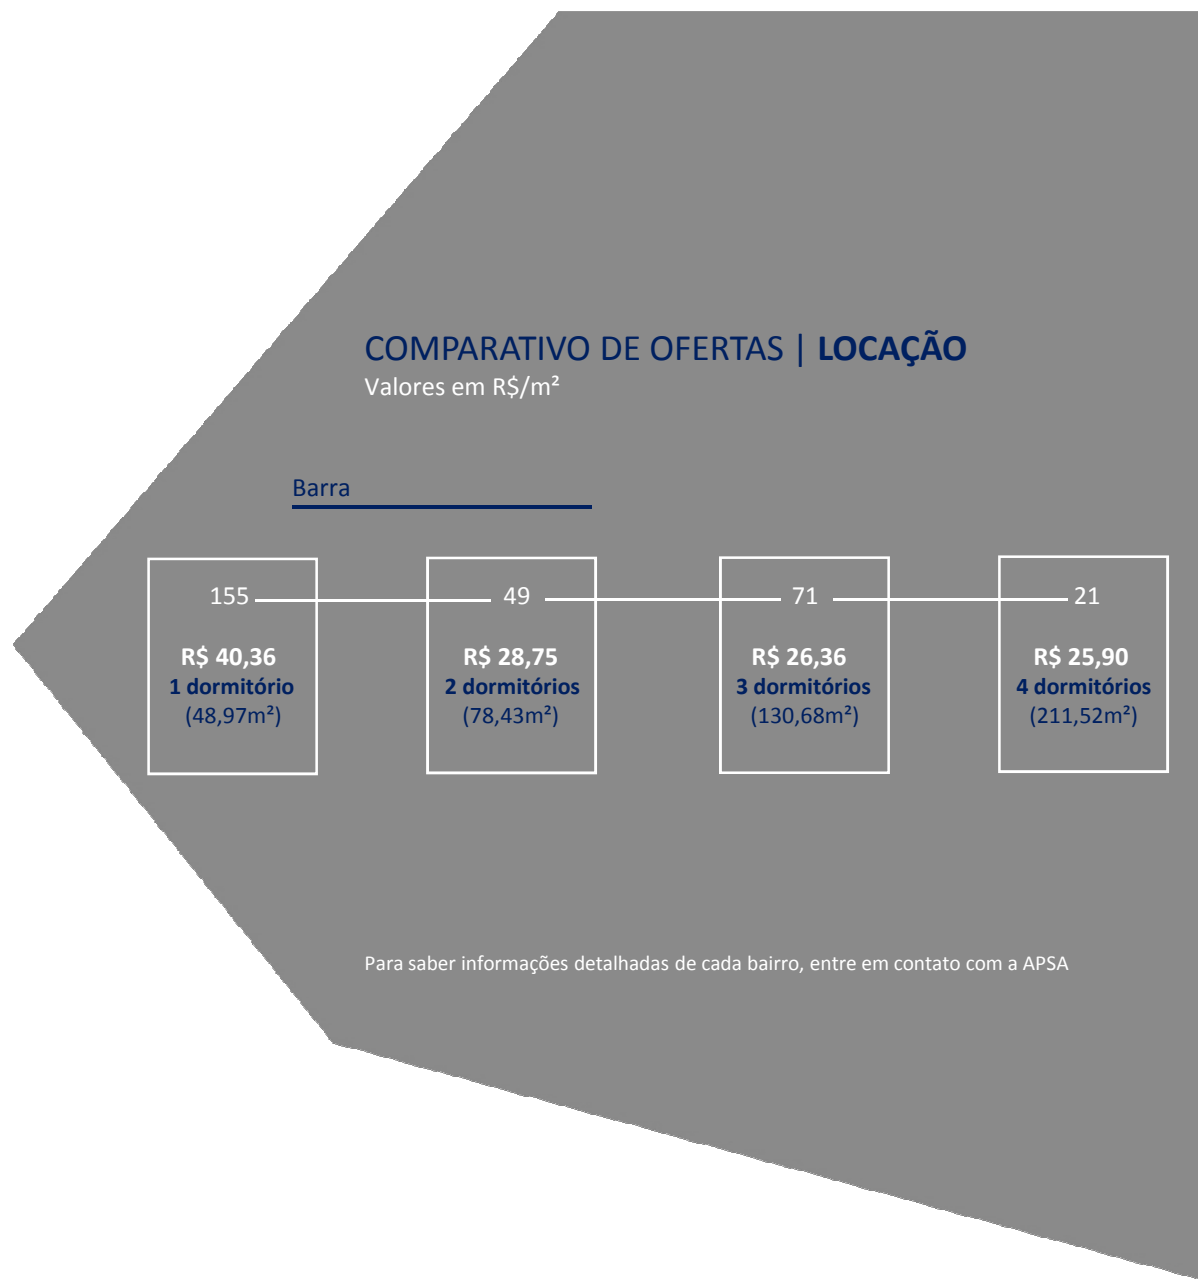 COMPARATIVO DE OFERTAS | LOCAÇÃO
Valores em R$/m²
Barra
155
R$ 40,36
1 dormitório
(48,97m²)
49
R$ 28,75
2 dormitórios
(78,43m²)
71
R$ 26,36
3 dormitórios
(130,68m²)
21
R$ 25,90
4 dormitórios
(211,52m²)
Para saber informações detalhadas de cada bairro, entre em contato com a APSA